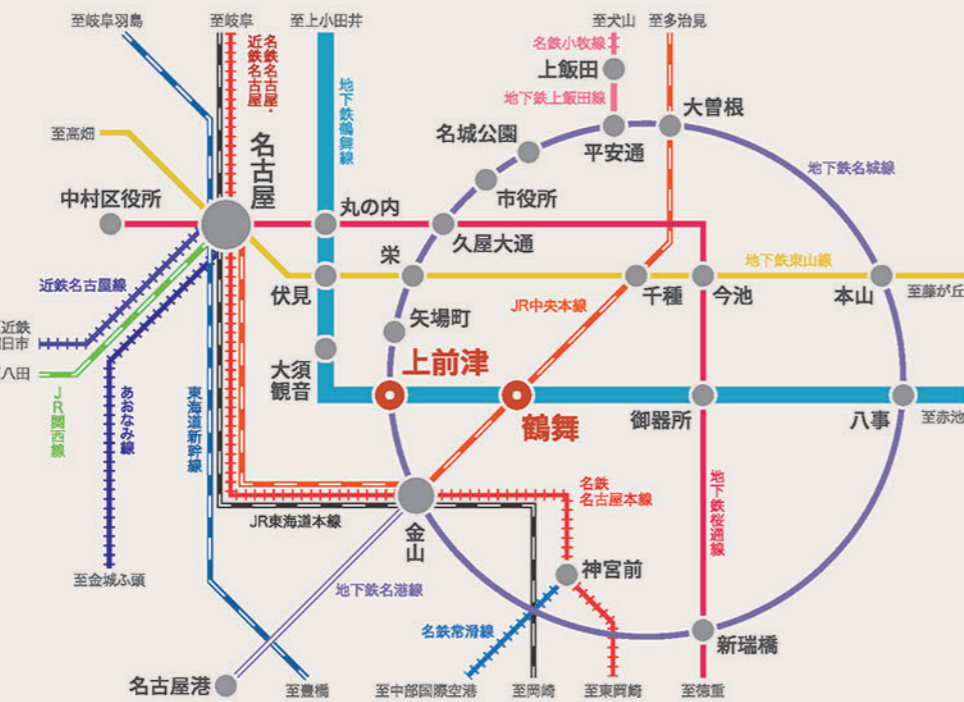 至岐阜羽島
至岐阜
至上小田井
至犬山
至多治見
名鉄名古屋・
近鉄名古屋
名鉄小牧線
上飯田
地下鉄鶴舞線
地下鉄上飯田線
大曽根
至高畑
名古屋
名城公園
平安通
地下鉄名城線
中村区役所
丸の内
市役所
栄
久屋大通
地下鉄東山線
近鉄名古屋線
伏見
JR中央本線
千種
今池
本山
至藤が丘
矢場町
近鉄
日市
八田
大須
観音
上前津
JR関西線
あおなみ線
東海道新幹線
鶴舞
御器所
八事
至赤池
名鉄
名古屋本線
地下鉄桜通線
JR東海道本線
金山
神宮前
至金城ふ頭
地下鉄名港線
名鉄常滑線
新瑞橋
名古屋港
至豊橋
至中部国際空港
至岡崎
至東岡崎
至徳重